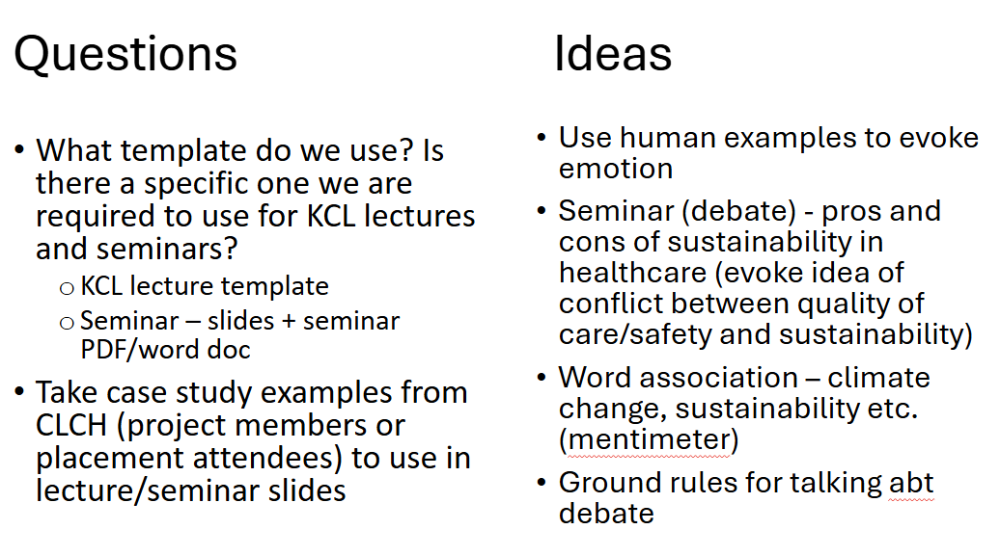 Questions
• What template do we use? Is
there a specific one we are
required to use for KCL lectures
and seminars?
o KCL lecture template
o Seminar – slides + seminar
PDF/word doc
• Take case study examples from
CLCH (project members or
placement attendees) to use in
lecture/seminar slides
Ideas
• Use human examples to evoke
emotion
• Seminar (debate) - pros and
cons of sustainability in
healthcare (evoke idea of
conflict between quality of
care/safety and sustainability)
• Word association – climate
change, sustainability etc.
(mentimeter)
• Ground rules for talking abt
debate